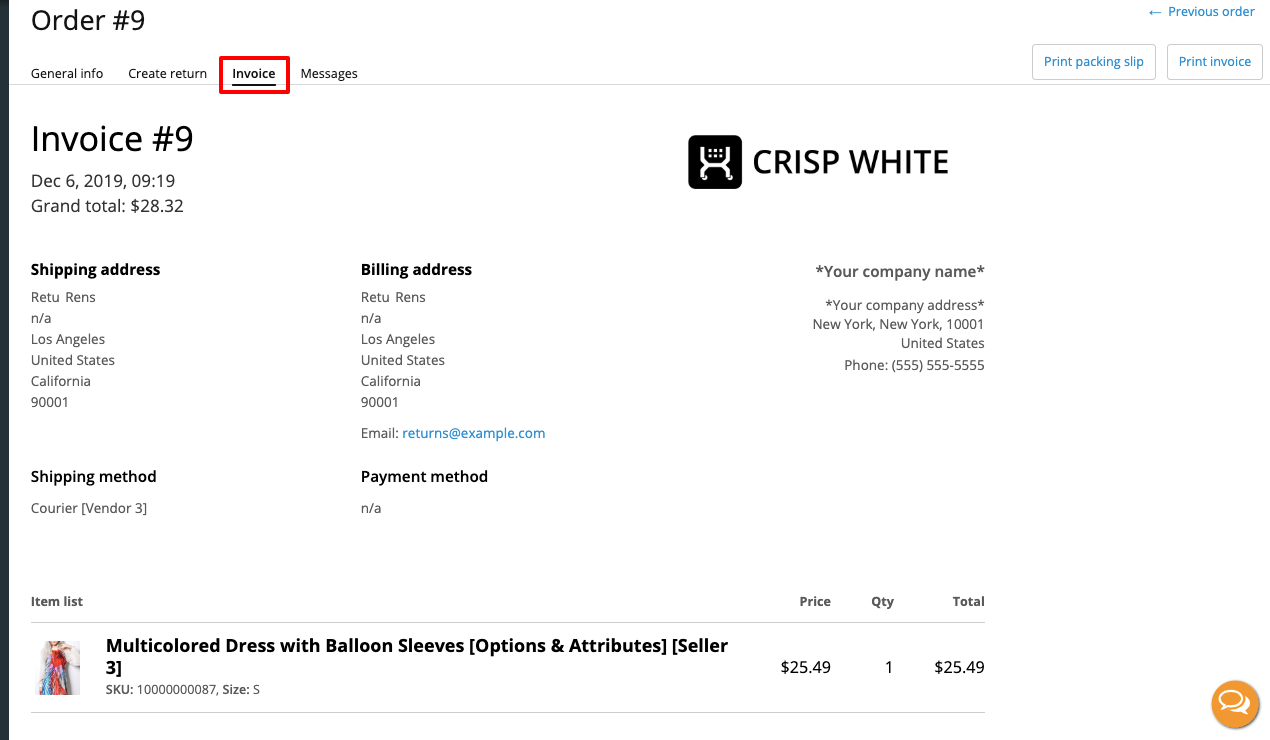 Order #9
← Previous order
General info
Create return
Invoice
Messages
Print packing slip
Print invoice
Invoice #9
Dec 6, 2019, 09:19
Grand total: $28.32
CRISP WHITE
Shipping address
Retu Rens
n/a
Los Angeles
United States
California
90001
Billing address
Retu Rens
n/a
Los Angeles
United States
California
90001
Email: returns@example.com
*Your company name*
*Your company address*
New York, New York, 10001
United States
Phone: (555) 555-5555
Shipping method
Courier [Vendor 3]
Payment method
n/a
Item list Price Qty Total
Multicolored Dress with Balloon Sleeves [Options & Attributes] [Seller
3]
$25.49 1 $25.49
SKU: 10000000087, Size: S